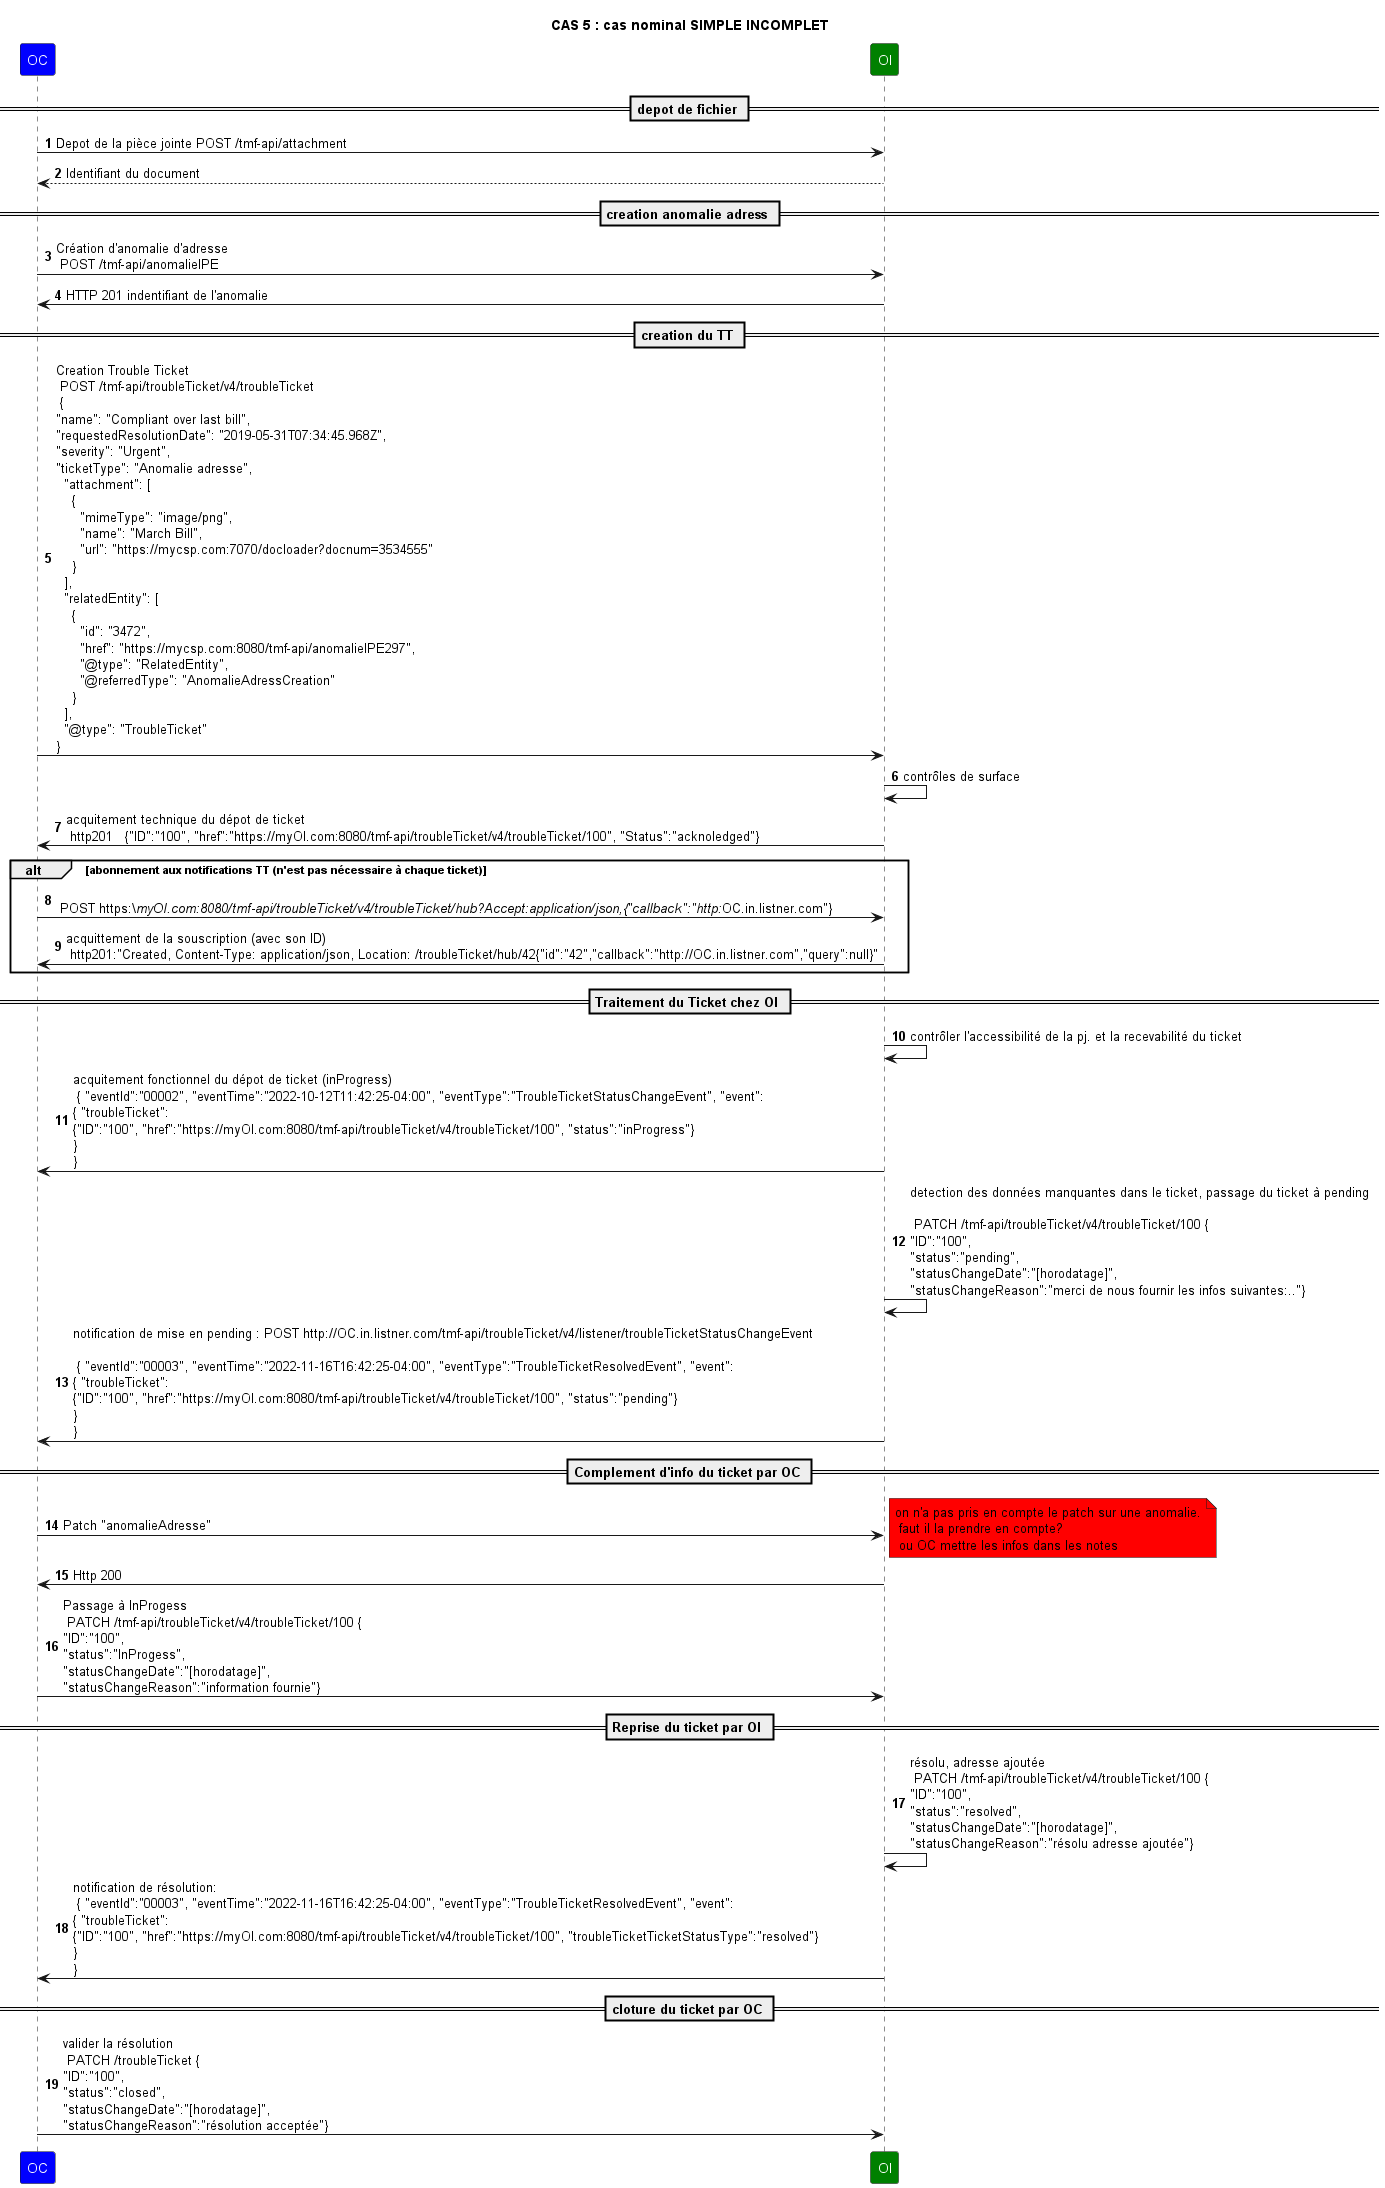 CAS 5 : cas nominal SIMPLE INCOMPLET
OC
OI
depot de fichier
1 Depot de la pièce jointe POST /tmf-api/attachment
2 Identifiant du document
creation anomalie adress
3 Création d'anomalie d'adresse
POST /tmf-api/anomalieIPE
4 HTTP 201 indentifiant de l'anomalie
creation du TT
Creation Trouble Ticket
POST /tmf-api/troubleTicket/v4/troubleTicket
{
"name": "Compliant over last bill",
"requestedResolutionDate": "2019-05-31T07:34:45.968Z",
"severity": "Urgent",
"ticketType": "Anomalie adresse",
"attachment": [
{
"mimeType": "image/png",
"name": "March Bill",
"url": "https://mycsp.com:7070/docloader?docnum=3534555"
5
}
],
"relatedEntity": [
{
"id": "3472",
"href": "https://mycsp.com:8080/tmf-api/anomalieIPE297",
"@type": "RelatedEntity",
"@referredType": "AnomalieAdressCreation"
}
],
"@type": "TroubleTicket"
}
6 contrôles de surface
7 acquitement technique du dépot de ticket
http201   {"ID":"100", "href":"https://myOI.com:8080/tmf-api/troubleTicket/v4/troubleTicket/100", "Status":"acknoledged"}
alt [abonnement aux notifications TT (n'est pas nécessaire à chaque ticket)]
8
POST https:\myOI.com:8080/tmf-api/troubleTicket/v4/troubleTicket/hub?Accept:application/json,{"callback":"http:OC.in.listner.com"}
9 acquittement de la souscription (avec son ID)
http201:"Created, Content-Type: application/json, Location: /troubleTicket/hub/42{"id":"42","callback":"http://OC.in.listner.com","query":null}"
Traitement du Ticket chez OI
10 contrôler l'accessibilité de la pj. et la recevabilité du ticket
acquitement fonctionnel du dépot de ticket (inProgress)
{ "eventId":"00002", "eventTime":"2022-10-12T11:42:25-04:00", "eventType":"TroubleTicketStatusChangeEvent", "event":
11 { "troubleTicket":
{"ID":"100", "href":"https://myOI.com:8080/tmf-api/troubleTicket/v4/troubleTicket/100", "status":"inProgress"}
}
}
detection des données manquantes dans le ticket, passage du ticket à pending
PATCH /tmf-api/troubleTicket/v4/troubleTicket/100 {
12 "ID":"100",
"status":"pending",
"statusChangeDate":"[horodatage]",
"statusChangeReason":"merci de nous fournir les infos suivantes:.."}
notification de mise en pending : POST http://OC.in.listner.com/tmf-api/troubleTicket/v4/listener/troubleTicketStatusChangeEvent
{ "eventId":"00003", "eventTime":"2022-11-16T16:42:25-04:00", "eventType":"TroubleTicketResolvedEvent", "event":
13 { "troubleTicket":
{"ID":"100", "href":"https://myOI.com:8080/tmf-api/troubleTicket/v4/troubleTicket/100", "status":"pending"}
}
}
Complement d'info du ticket par OC
14 Patch "anomalieAdresse"
on n'a pas pris en compte le patch sur une anomalie.
faut il la prendre en compte?
ou OC mettre les infos dans les notes
15 Http 200
Passage à InProgess
PATCH /tmf-api/troubleTicket/v4/troubleTicket/100 {
"ID":"100",
16 "status":"InProgess",
"statusChangeDate":"[horodatage]",
"statusChangeReason":"information fournie"}
Reprise du ticket par OI
résolu, adresse ajoutée
PATCH /tmf-api/troubleTicket/v4/troubleTicket/100 {
"ID":"100",
17 "status":"resolved",
"statusChangeDate":"[horodatage]",
"statusChangeReason":"résolu adresse ajoutée"}
notification de résolution:
{ "eventId":"00003", "eventTime":"2022-11-16T16:42:25-04:00", "eventType":"TroubleTicketResolvedEvent", "event":
18 { "troubleTicket":
{"ID":"100", "href":"https://myOI.com:8080/tmf-api/troubleTicket/v4/troubleTicket/100", "troubleTicketTicketStatusType":"resolved"}
}
}
cloture du ticket par OC
valider la résolution
PATCH /troubleTicket {
"ID":"100",
19 "status":"closed",
"statusChangeDate":"[horodatage]",
"statusChangeReason":"résolution acceptée"}
OC
OI